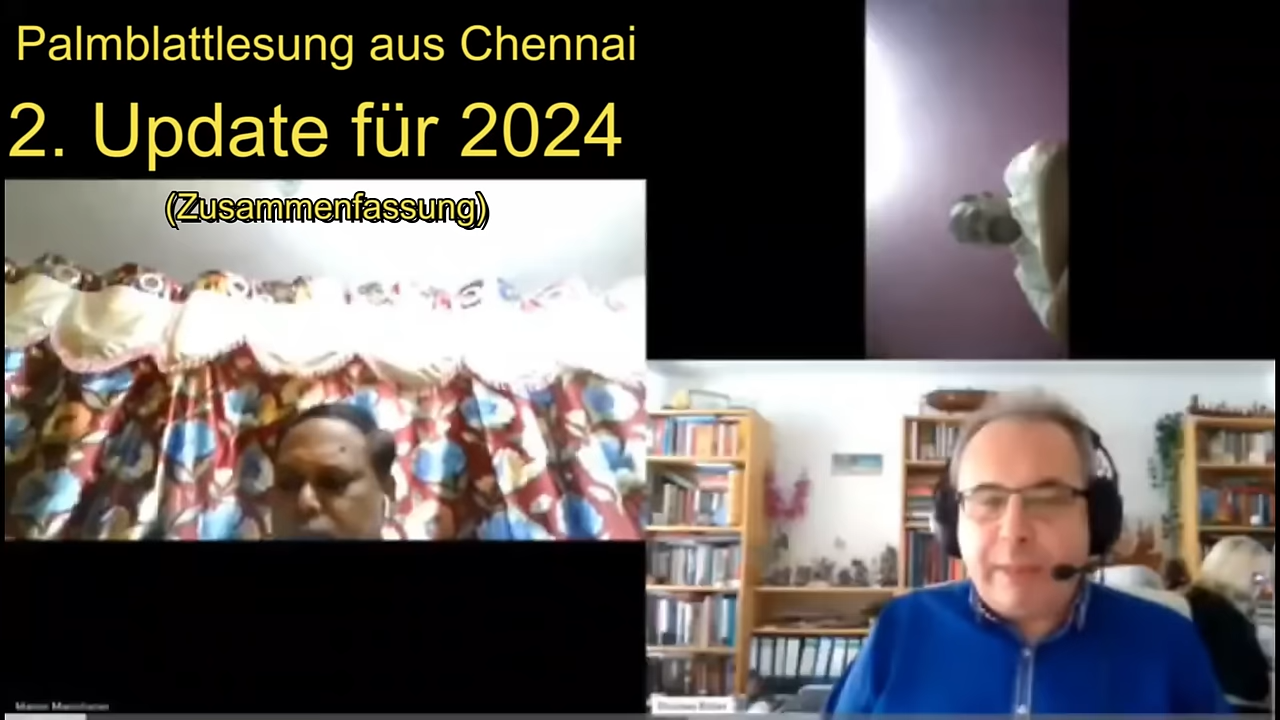 Palmblattlesung aus Chennai
2. Update für 2024
(Zusammenfassung)